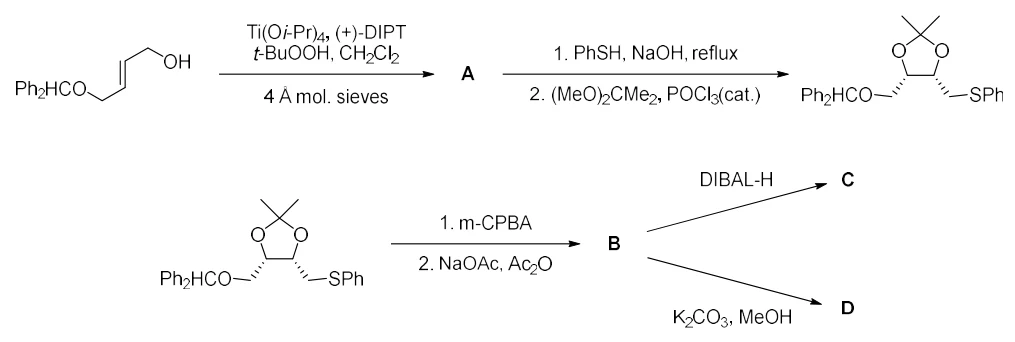 Ti(Oi-Pr)4, (+)-DIPT
t-BuOOH, CH2Cl2
4 Å mol. sieves
OH
Ph2HCO
A
1. PhSH, NaOH, reflux
2. (MeO)2CMe2, POCl3(cat.)
O O
Ph2HCO SPh
DIBAL-H
C
1. m-CPBA
2. NaOAc, Ac2O
B
O O
Ph2HCO SPh
K2CO3, MeOH
D